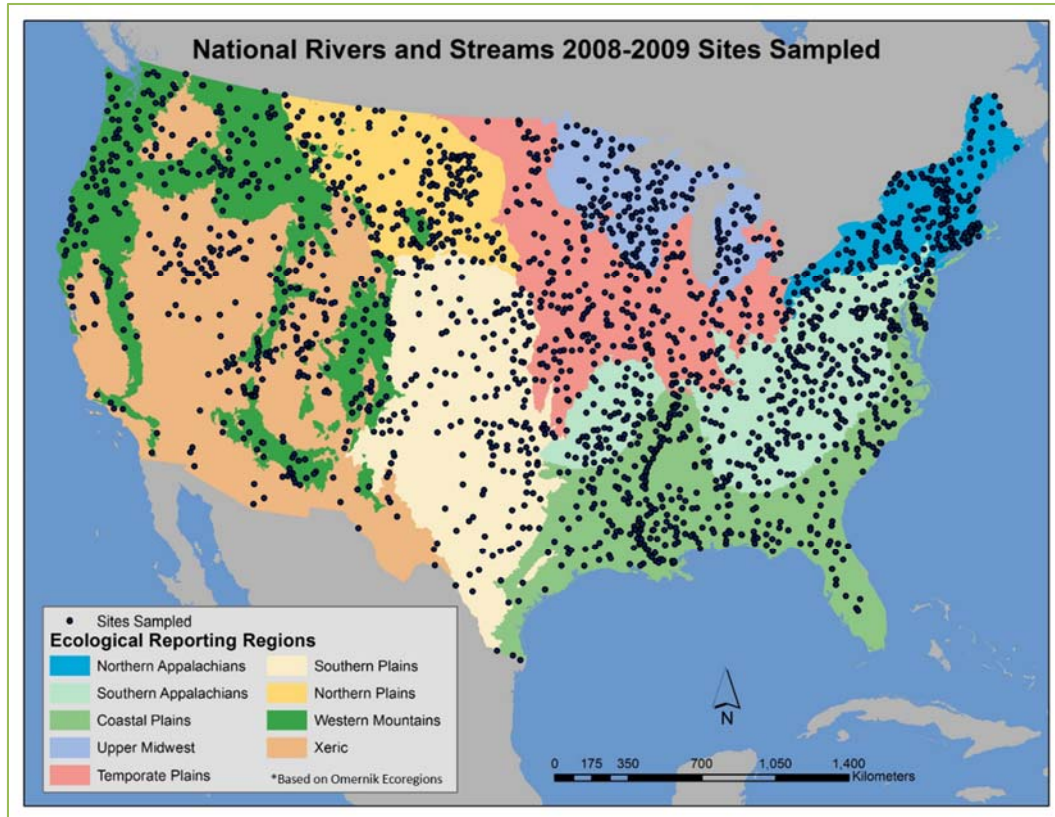 National Rivers and Streams 2008-2009 Sites Sampled
Sites Sampled
Ecological Reporting Regions
Northern Appalachians
Southern Appalachians
Coastal Plains
Upper Midwest
Temporate Plains
Southern Plains
Northern Plains
Western Mountains
Xeric
*Based on Omernik Ecoregions
N
0 175 350 700 1,050 1,400
Kilometers